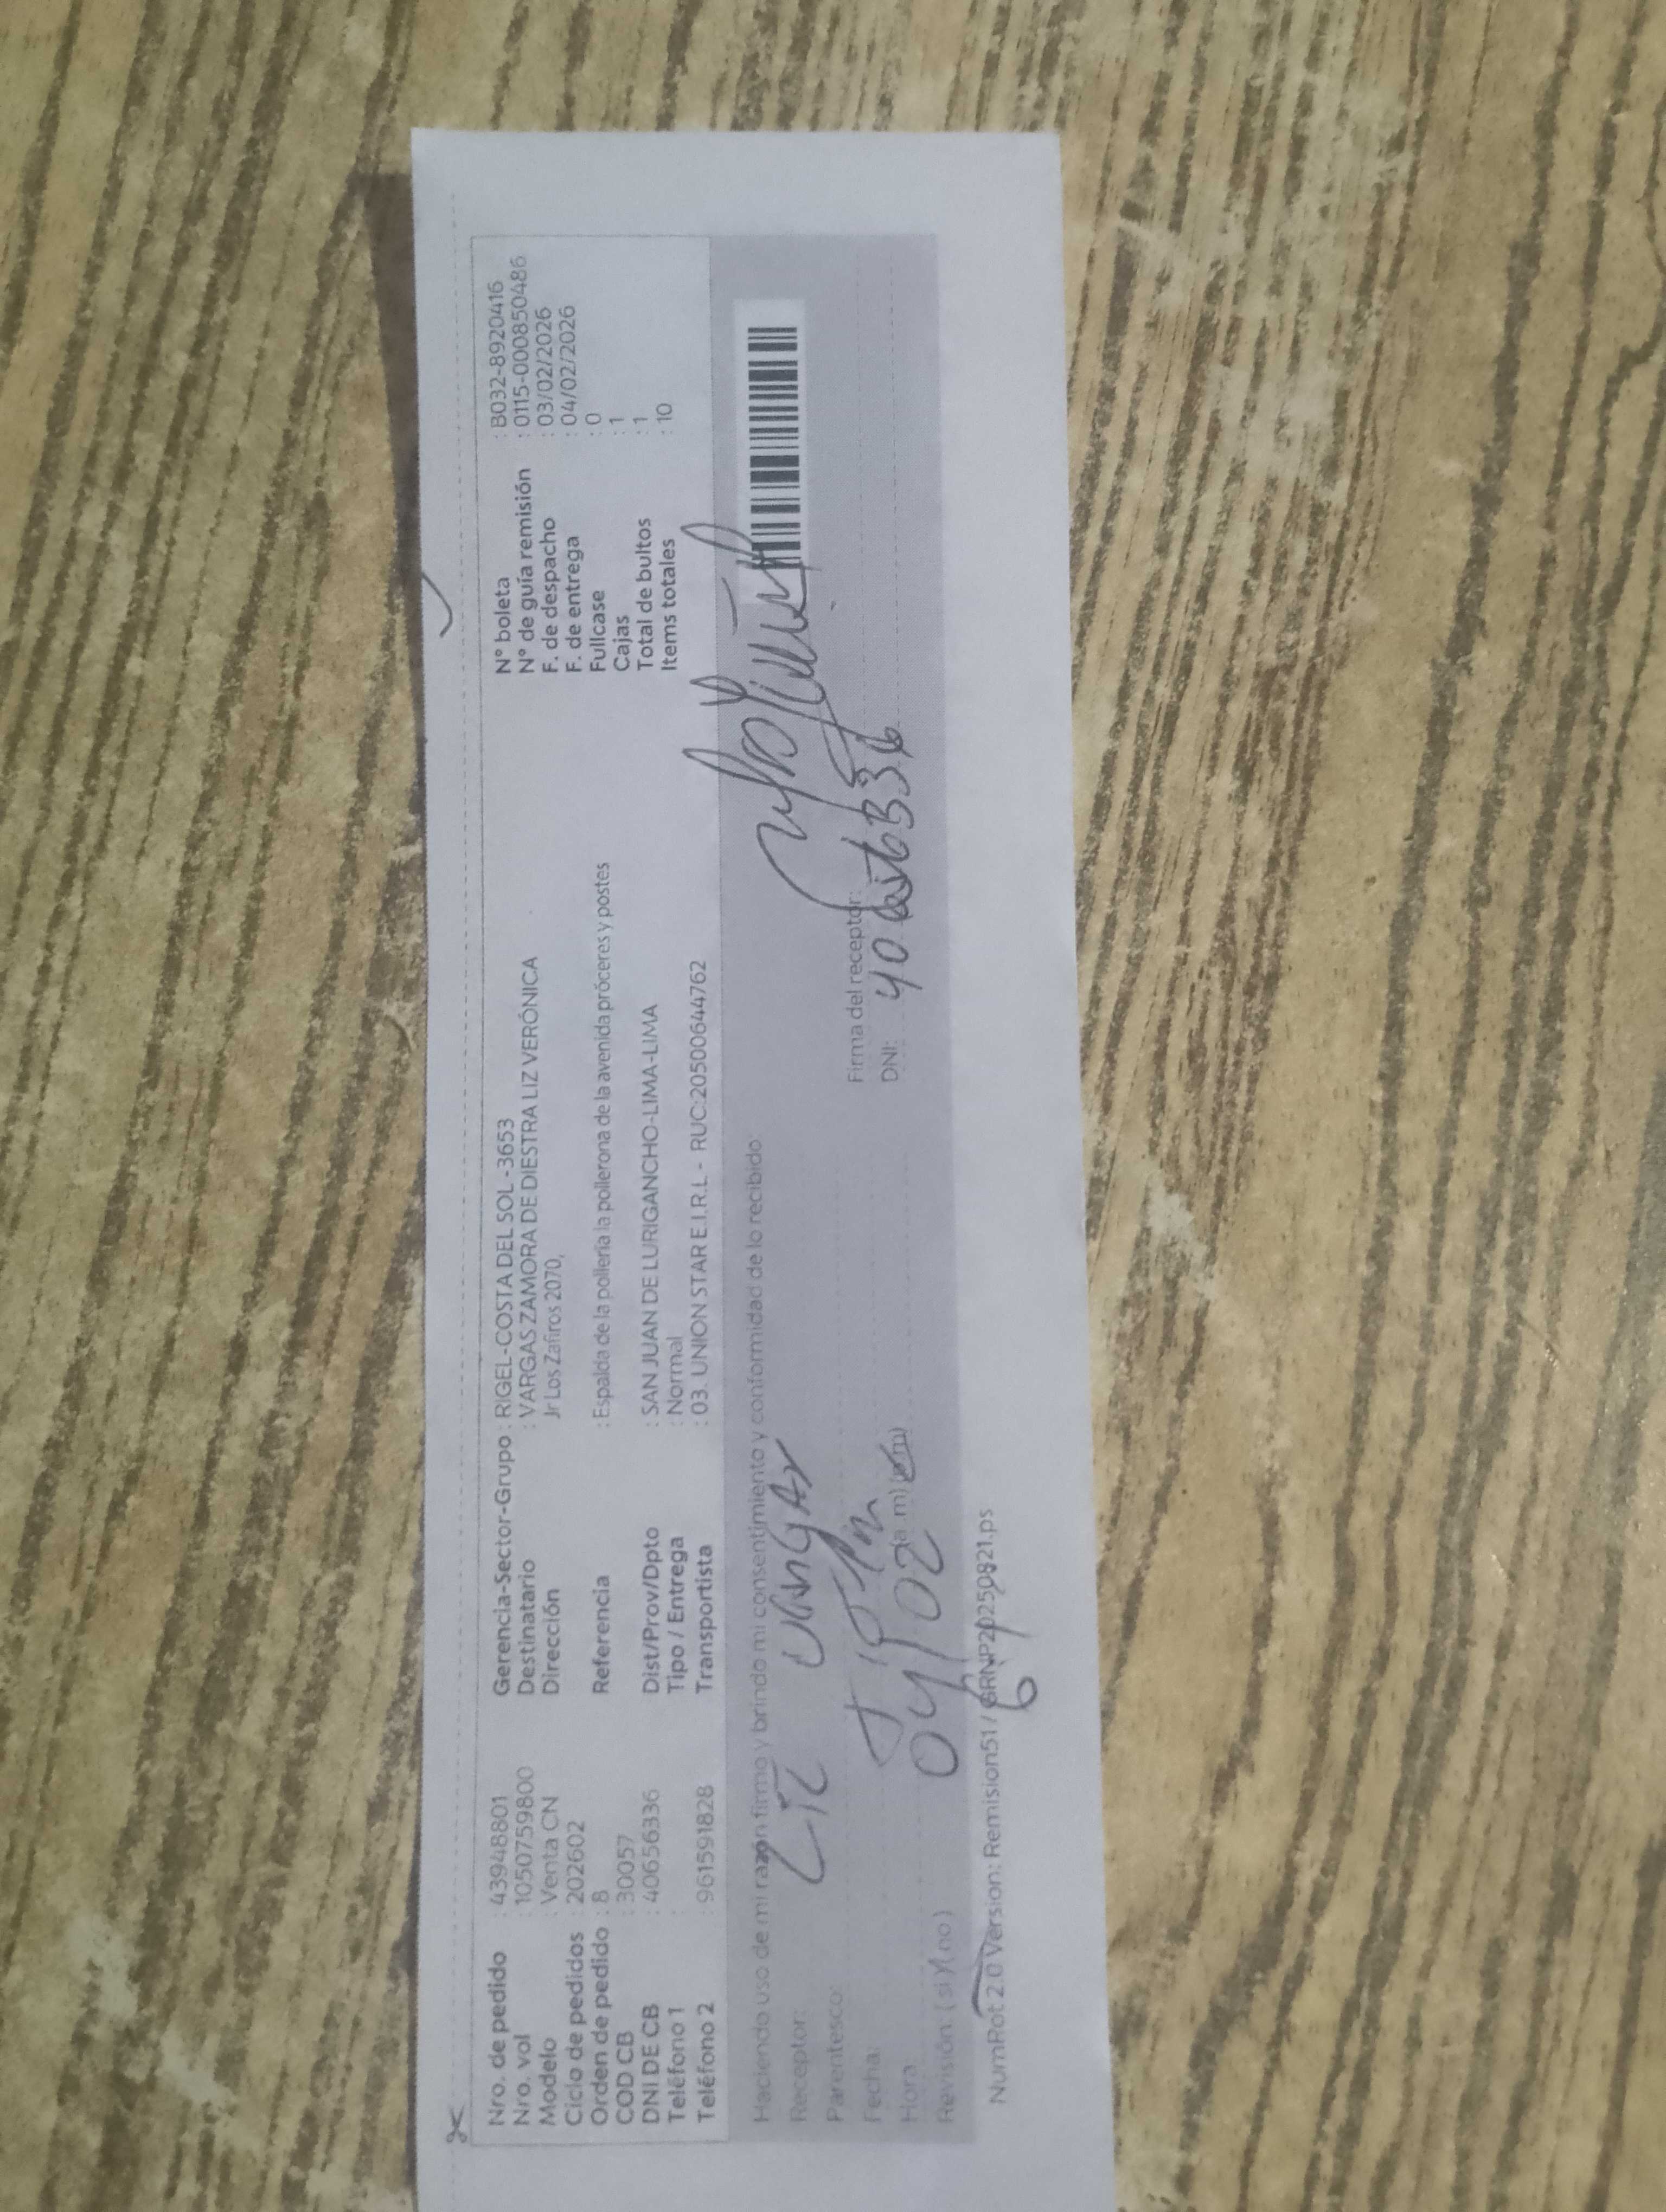 Nro. de pedido : 43948801 Gerencia-Sector-Grupo : RIGEL-COSTA DEL SOL -3653 N° boleta : B032-8920416
Nro. vol : 10507759800 Destinatario : VARGAS ZAMORA DE DIESTRA LIZ VERÓNICA N° de guía remisión : 0115-000850486
Modelo : Venta CN Dirección Jr Los Zafiros 2070, F. de despacho : 03/02/2026
Ciclo de pedidos : 202602 F. de entrega : 04/02/2026
Orden de pedido : 8 Referencia : Espalda de la pollería la pollerona de la avenida próceres y postes Fullcase : 0
COD CB : 30057 Cajas : 1
DNI DE CB : 40656336 Dist/Prov/Dpto : SAN JUAN DE LURIGANCHO-LIMA-LIMA Total de bultos : 1
Teléfono 1 : Tipo / Entrega : Normal Items totales : 10
Teléfono 2 : 961591828 Transportista : 03. UNION STAR E.I.R.L - RUC:20500644762
Haciendo uso de mi razón firmo y brindo mi consentimiento y conformidad de lo recibido
Receptor:
Parentesco:
Fecha: Firma del receptor:
Hora 04/02 (a.m) (p.m) DNI:
Revisión: (si)/(no)
NumRot 2.0 Version: Remision51 / GRNP20250821.ps